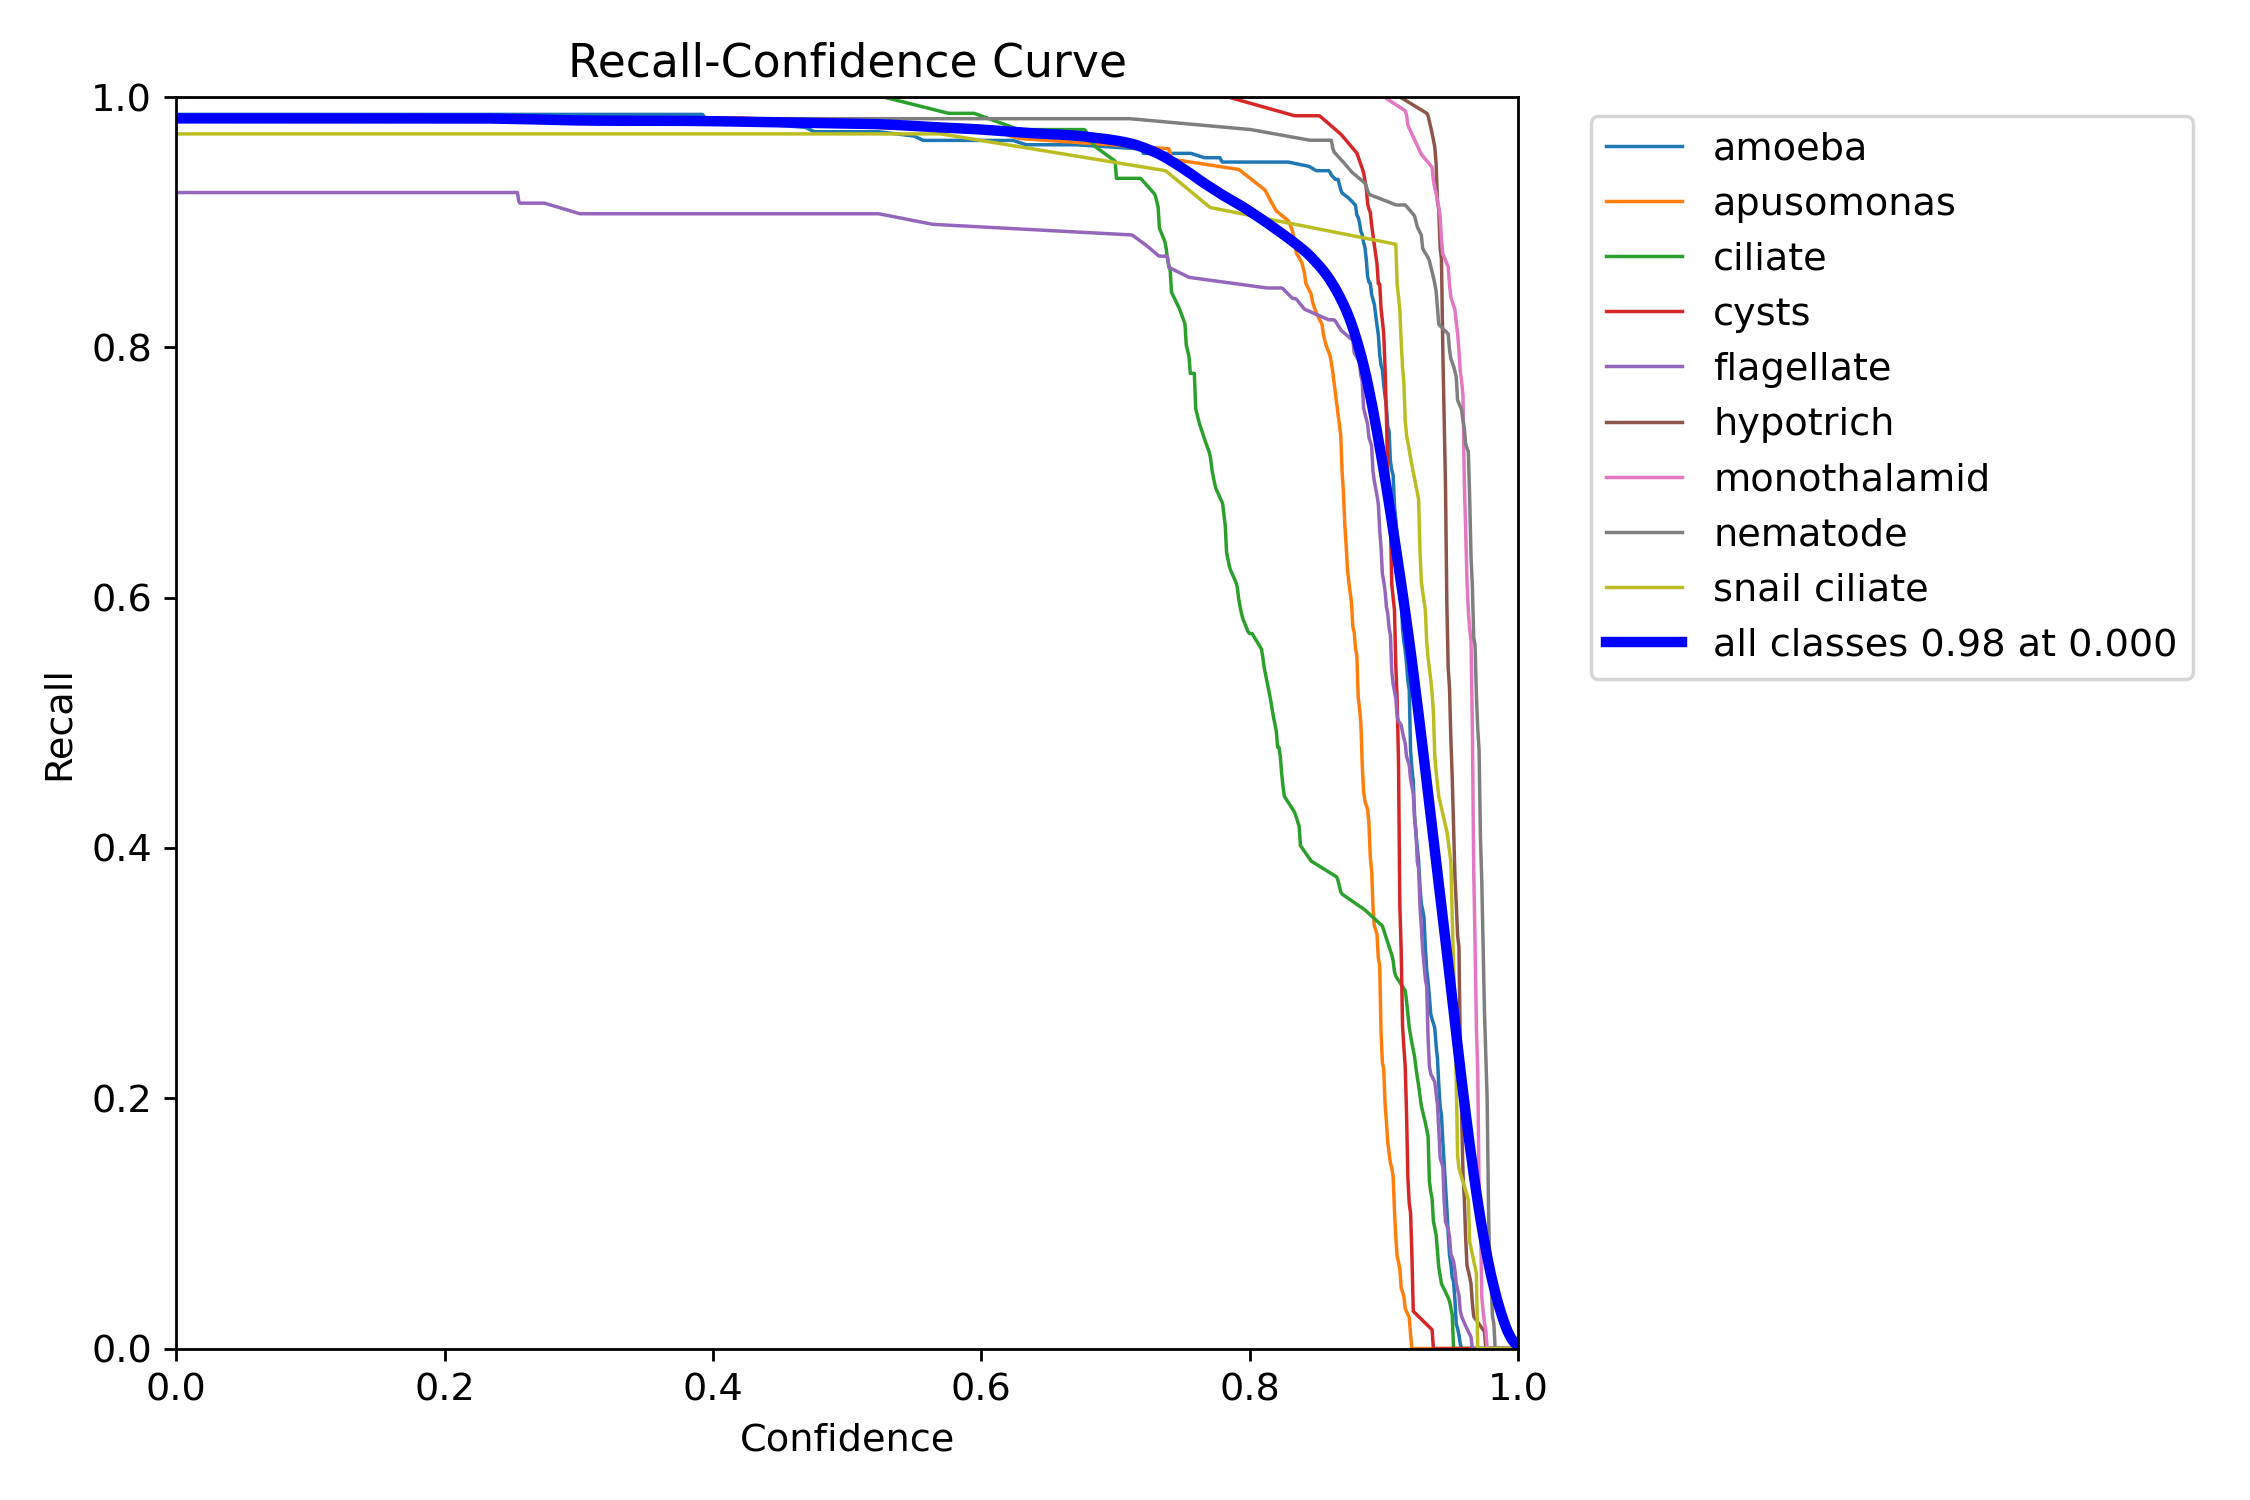 Recall-Confidence Curve
1.0
0.8
0.6
0.4
0.2
0.0
Recall
0.0 0.2 0.4 0.6 0.8 1.0
Confidence
amoeba
apusomonas
ciliate
cysts
flagellate
hypotrich
monothalamid
nematode
snail ciliate
all classes 0.98 at 0.000